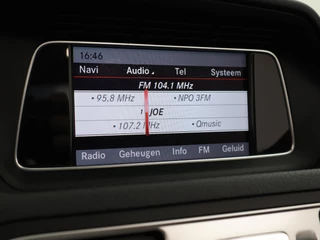 16:46
Navi Audio Tel Systeem
FM 104.1 MHz
• 95.8 MHz • NPO 3FM
1 JOE
• 107.2 MHz • Qmusic
Radio Geheugen Info FM Geluid